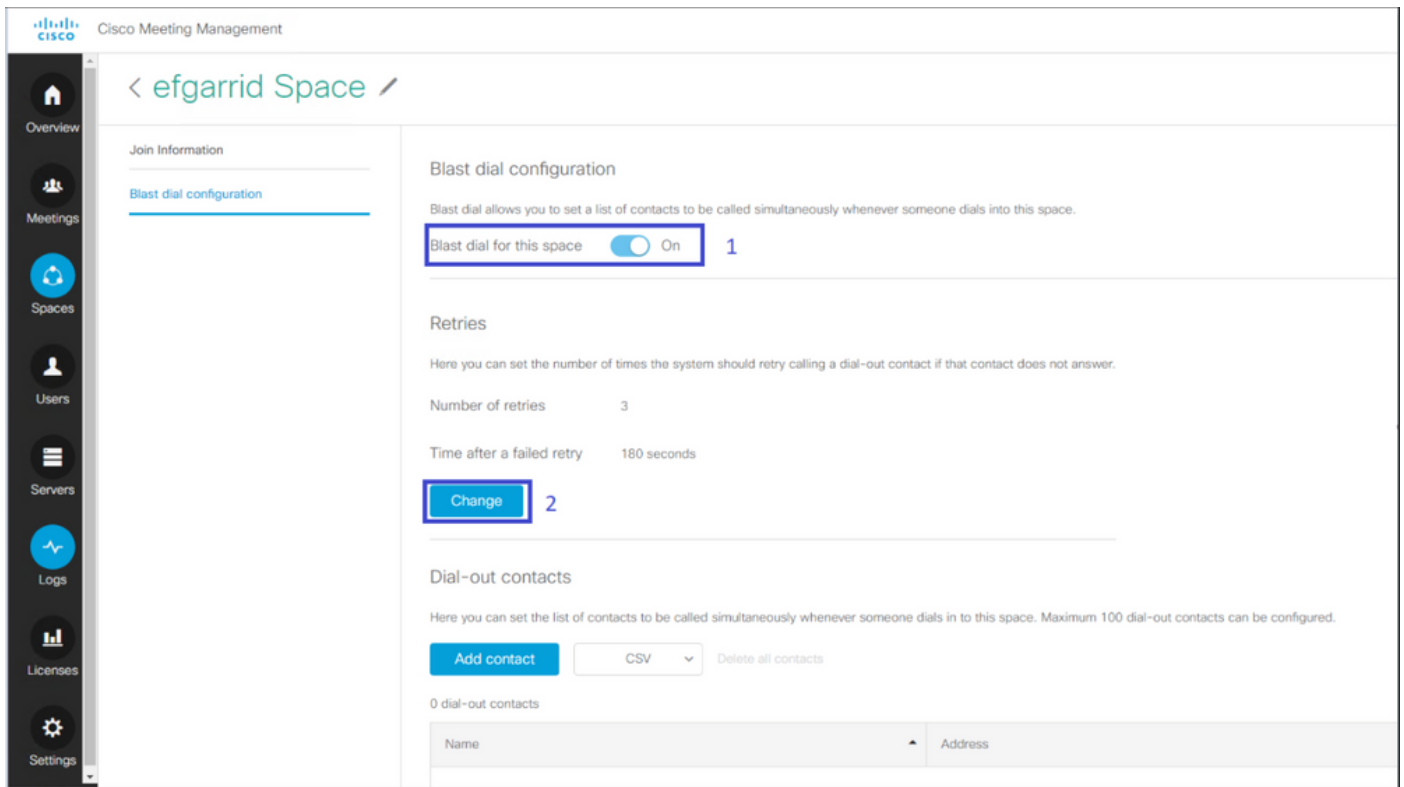 CISCO
Cisco Meeting Management
efgarrid Space
Overview
Meetings
Spaces
Users
Servers
Logs
Licenses
Settings
Join Information
Blast dial configuration
Blast dial configuration
Blast dial allows you to set a list of contacts to be called simultaneously whenever someone dials into this space.
Blast dial for this space On 1
Retries
Here you can set the number of times the system should retry calling a dial-out contact if that contact does not answer.
Number of retries 3
Time after a failed retry 180 seconds
Change 2
Dial-out contacts
Here you can set the list of contacts to be called simultaneously whenever someone dials in to this space. Maximum 100 dial-out contacts can be configured.
Add contact CSV Delete all contacts
0 dial-out contacts
Name Address